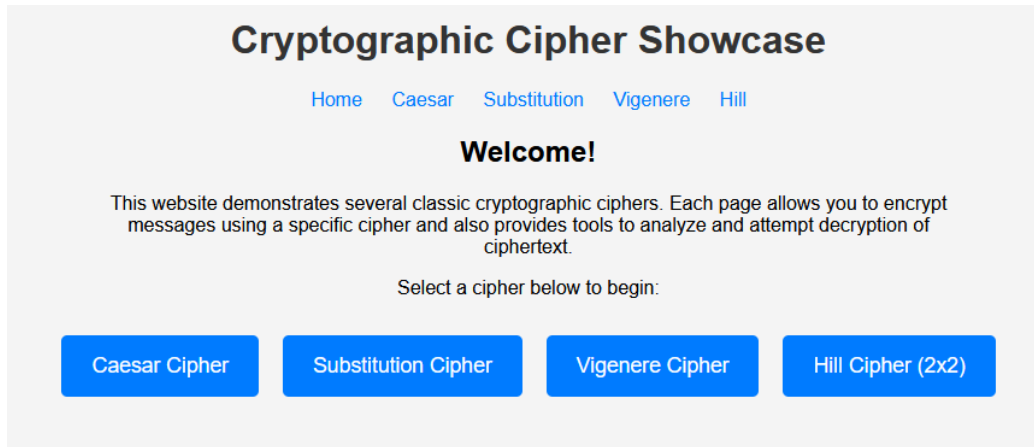 Cryptographic Cipher Showcase
Home Caesar Substitution Vigenere Hill
Welcome!
This website demonstrates several classic cryptographic ciphers. Each page allows you to encrypt
messages using a specific cipher and also provides tools to analyze and attempt decryption of
ciphertext.
Select a cipher below to begin:
Caesar Cipher Substitution Cipher Vigenere Cipher Hill Cipher (2x2)